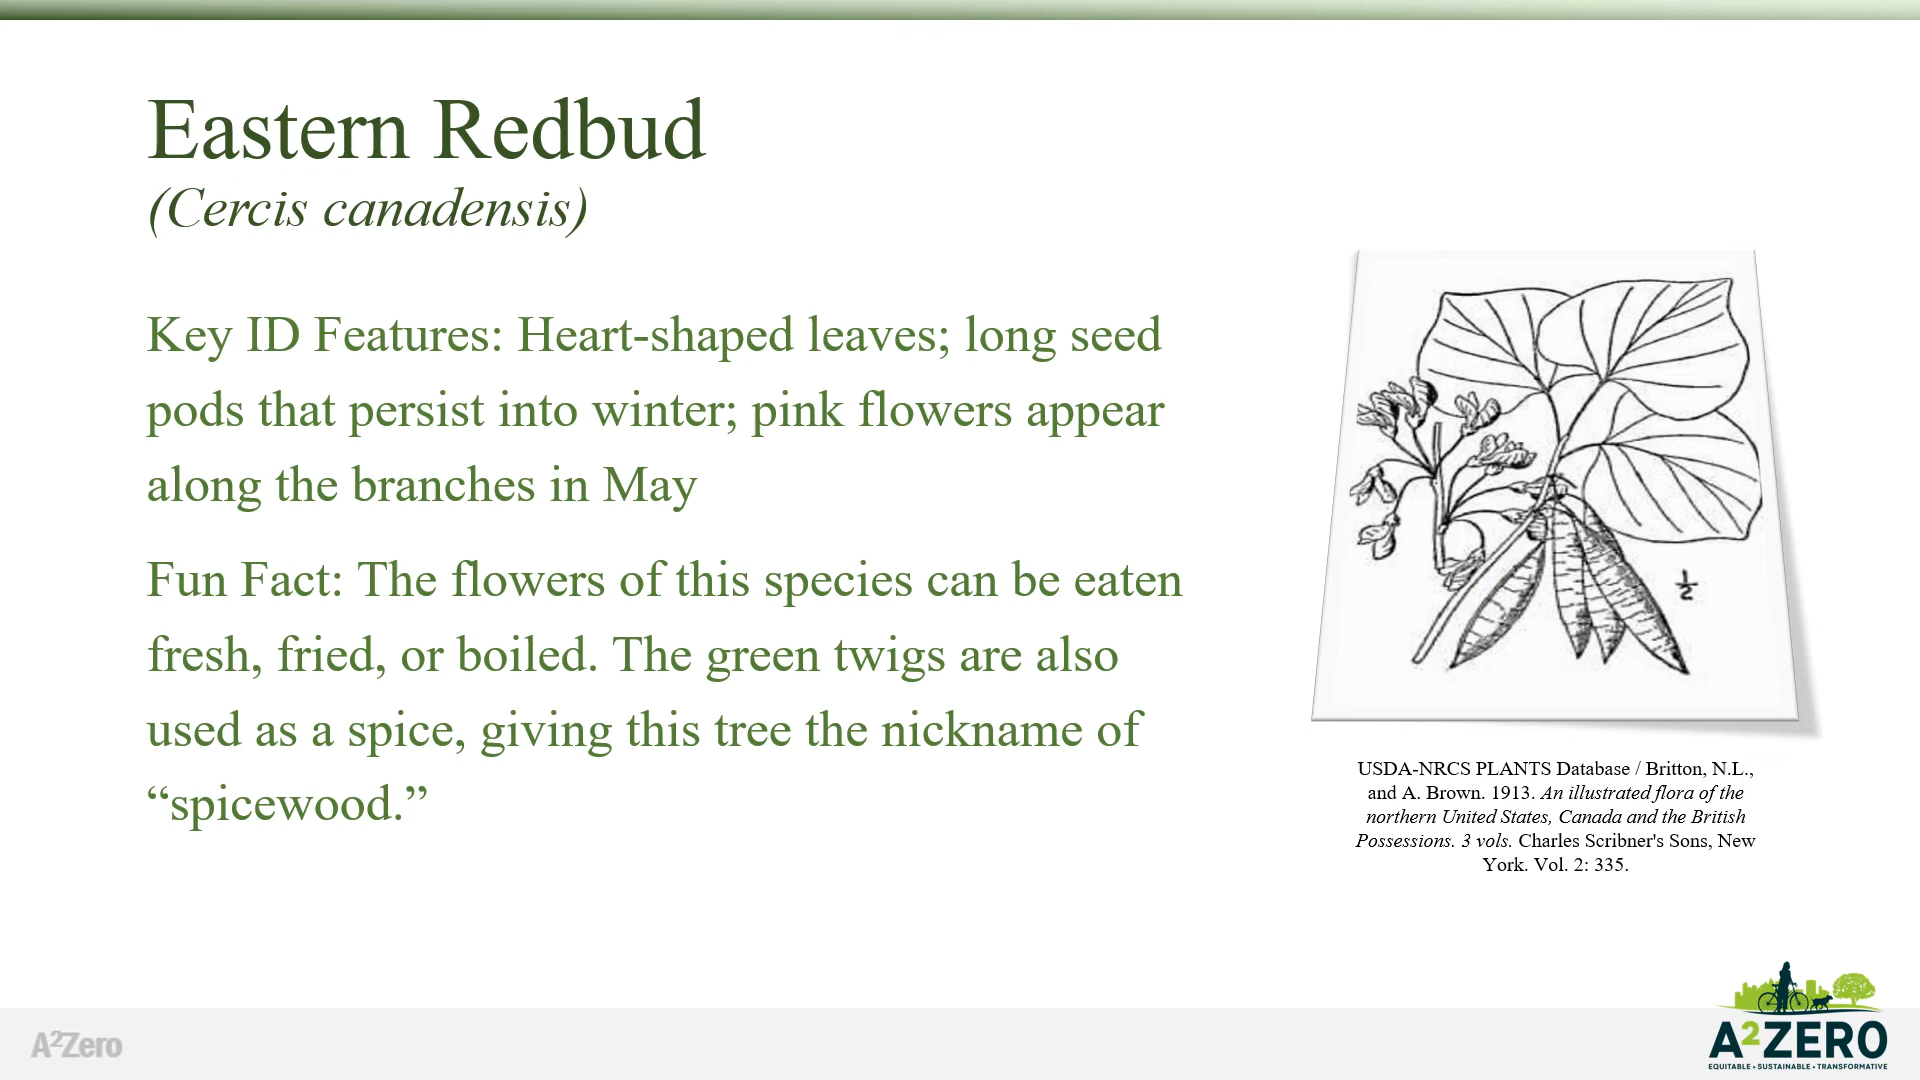 Eastern Redbud
(Cercis canadensis)
Key ID Features: Heart-shaped leaves; long seed
pods that persist into winter; pink flowers appear
along the branches in May
Fun Fact: The flowers of this species can be eaten
fresh, fried, or boiled. The green twigs are also
used as a spice, giving this tree the nickname of
“spicewood.”
½
USDA-NRCS PLANTS Database / Britton, N.L.,
and A. Brown. 1913. An illustrated flora of the
northern United States, Canada and the British
Possessions. 3 vols. Charles Scribner's Sons, New
York. Vol. 2: 335.
A²Zero
A²ZERO
EQUITABLE • SUSTAINABLE • TRANSFORMATIVE